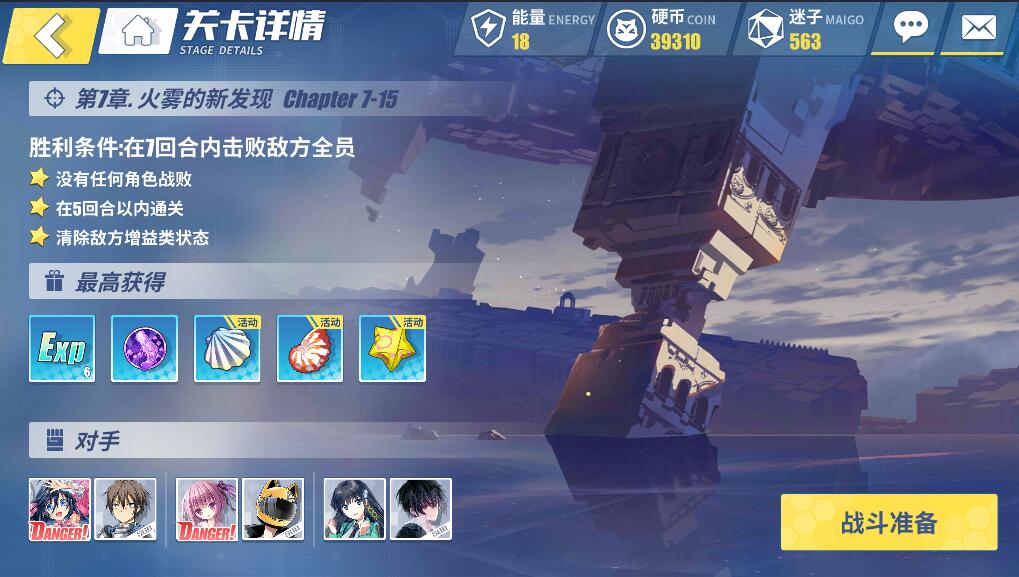 关卡详情
STAGE DETAILS
能量 ENERGY
18
硬币 COIN
39310
迷子 MAIGO
563
第7章.火雾的新发现 Chapter 7-15
胜利条件:在7回合内击败敌方全员
没有任何角色战败
在5回合以内通关
清除敌方增益类状态
最高获得
Exp
6
活动
活动
活动
对手
DANGER!
DANGER!
战斗准备